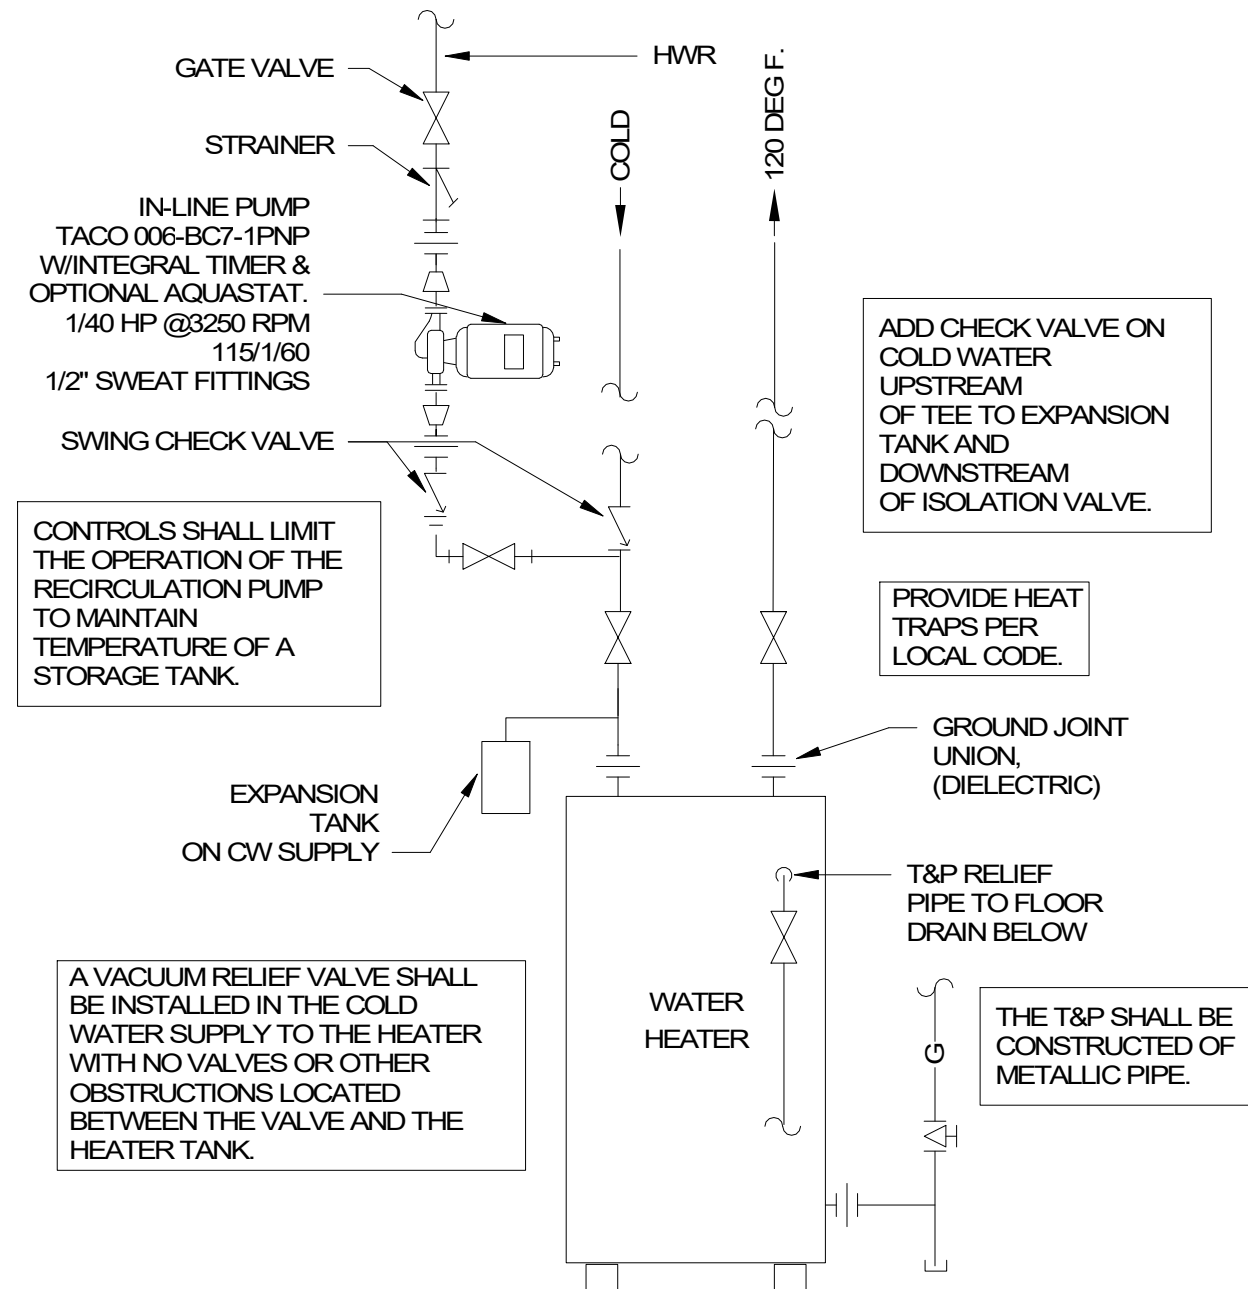 HWR
GATE VALVE
STRAINER
COLD
120 DEG F.
IN-LINE PUMP
TACO 006-BC7-1PNP
W/INTEGRAL TIMER &
OPTIONAL AQUASTAT.
1/40 HP @3250 RPM
115/1/60
1/2" SWEAT FITTINGS
ADD CHECK VALVE ON
COLD WATER
UPSTREAM
OF TEE TO EXPANSION
TANK AND
DOWNSTREAM
OF ISOLATION VALVE.
SWING CHECK VALVE
CONTROLS SHALL LIMIT
THE OPERATION OF THE
RECIRCULATION PUMP
TO MAINTAIN
TEMPERATURE OF A
STORAGE TANK.
PROVIDE HEAT
TRAPS PER
LOCAL CODE.
GROUND JOINT
UNION,
(DIELECTRIC)
EXPANSION
TANK
ON CW SUPPLY
T&P RELIEF
PIPE TO FLOOR
DRAIN BELOW
A VACUUM RELIEF VALVE SHALL
BE INSTALLED IN THE COLD
WATER SUPPLY TO THE HEATER
WITH NO VALVES OR OTHER
OBSTRUCTIONS LOCATED
BETWEEN THE VALVE AND THE
HEATER TANK.
WATER
HEATER
G
THE T&P SHALL BE
CONSTRUCTED OF
METALLIC PIPE.